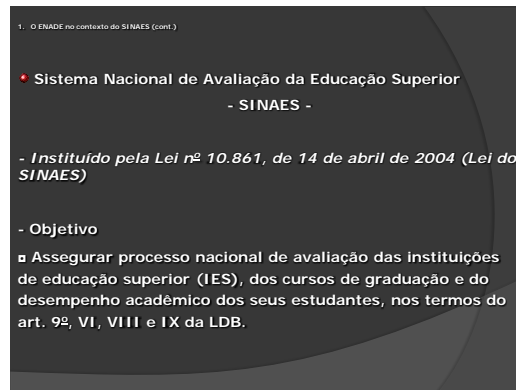 1. O ENADE no contexto do SINAES (cont.)
Sistema Nacional de Avaliação da Educação Superior
- SINAES -
- Instituído pela Lei nº 10.861, de 14 de abril de 2004 (Lei do
SINAES)
- Objetivo
Assegurar processo nacional de avaliação das instituições
de educação superior (IES), dos cursos de graduação e do
desempenho acadêmico dos seus estudantes, nos termos do
art. 9º, VI, VIII e IX da LDB.